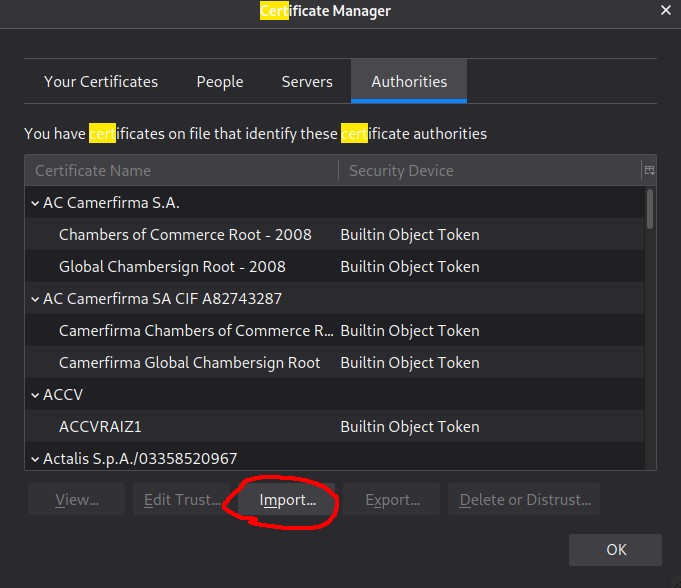 Certificate Manager
Your Certificates People Servers Authorities
You have certificates on file that identify these certificate authorities
Certificate Name Security Device
AC Camerfirma S.A.
Chambers of Commerce Root - 2008 Builtin Object Token
Global Chambersign Root - 2008 Builtin Object Token
AC Camerfirma SA CIF A82743287
Camerfirma Chambers of Commerce R... Builtin Object Token
Camerfirma Global Chambersign Root Builtin Object Token
ACCV
ACCVRAIZ1 Builtin Object Token
Actalis S.p.A./03358520967
View... Edit Trust... Import... Export... Delete or Distrust...
OK